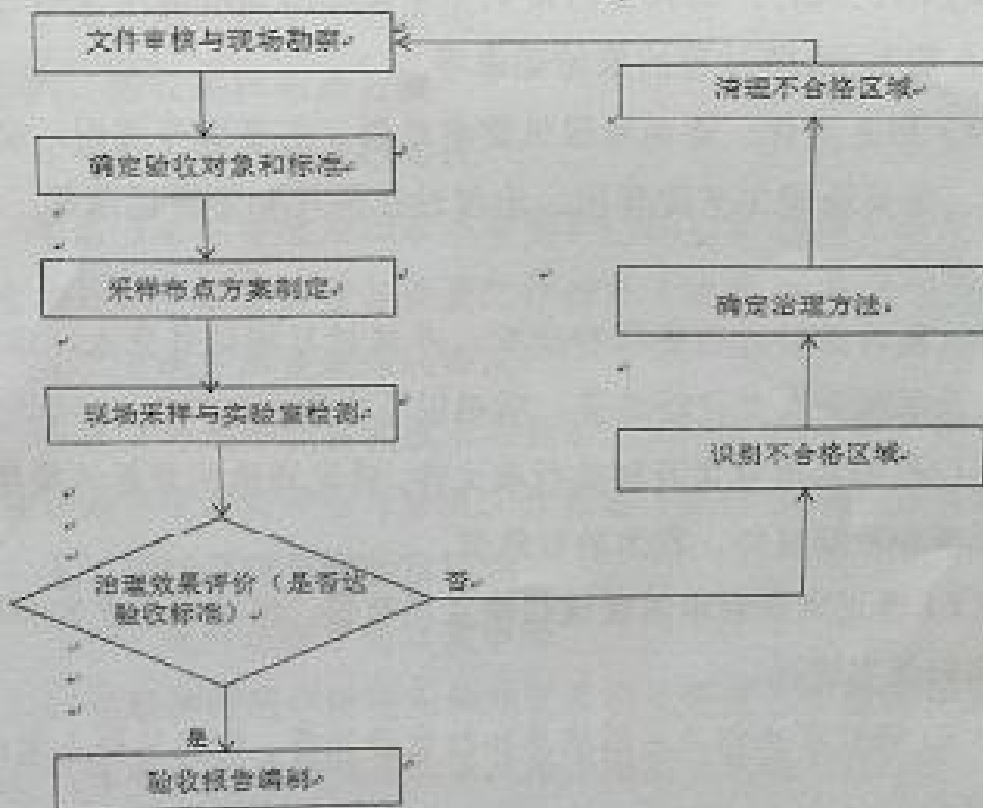 文件审核与现场勘察
确定验收对象和标准
采样布点方案制定
现场采样与实验室检测
治理效果评价（是否达
验收标准）
是
验收报告编制
否
识别不合格区域
确定治理方法
清理不合格区域